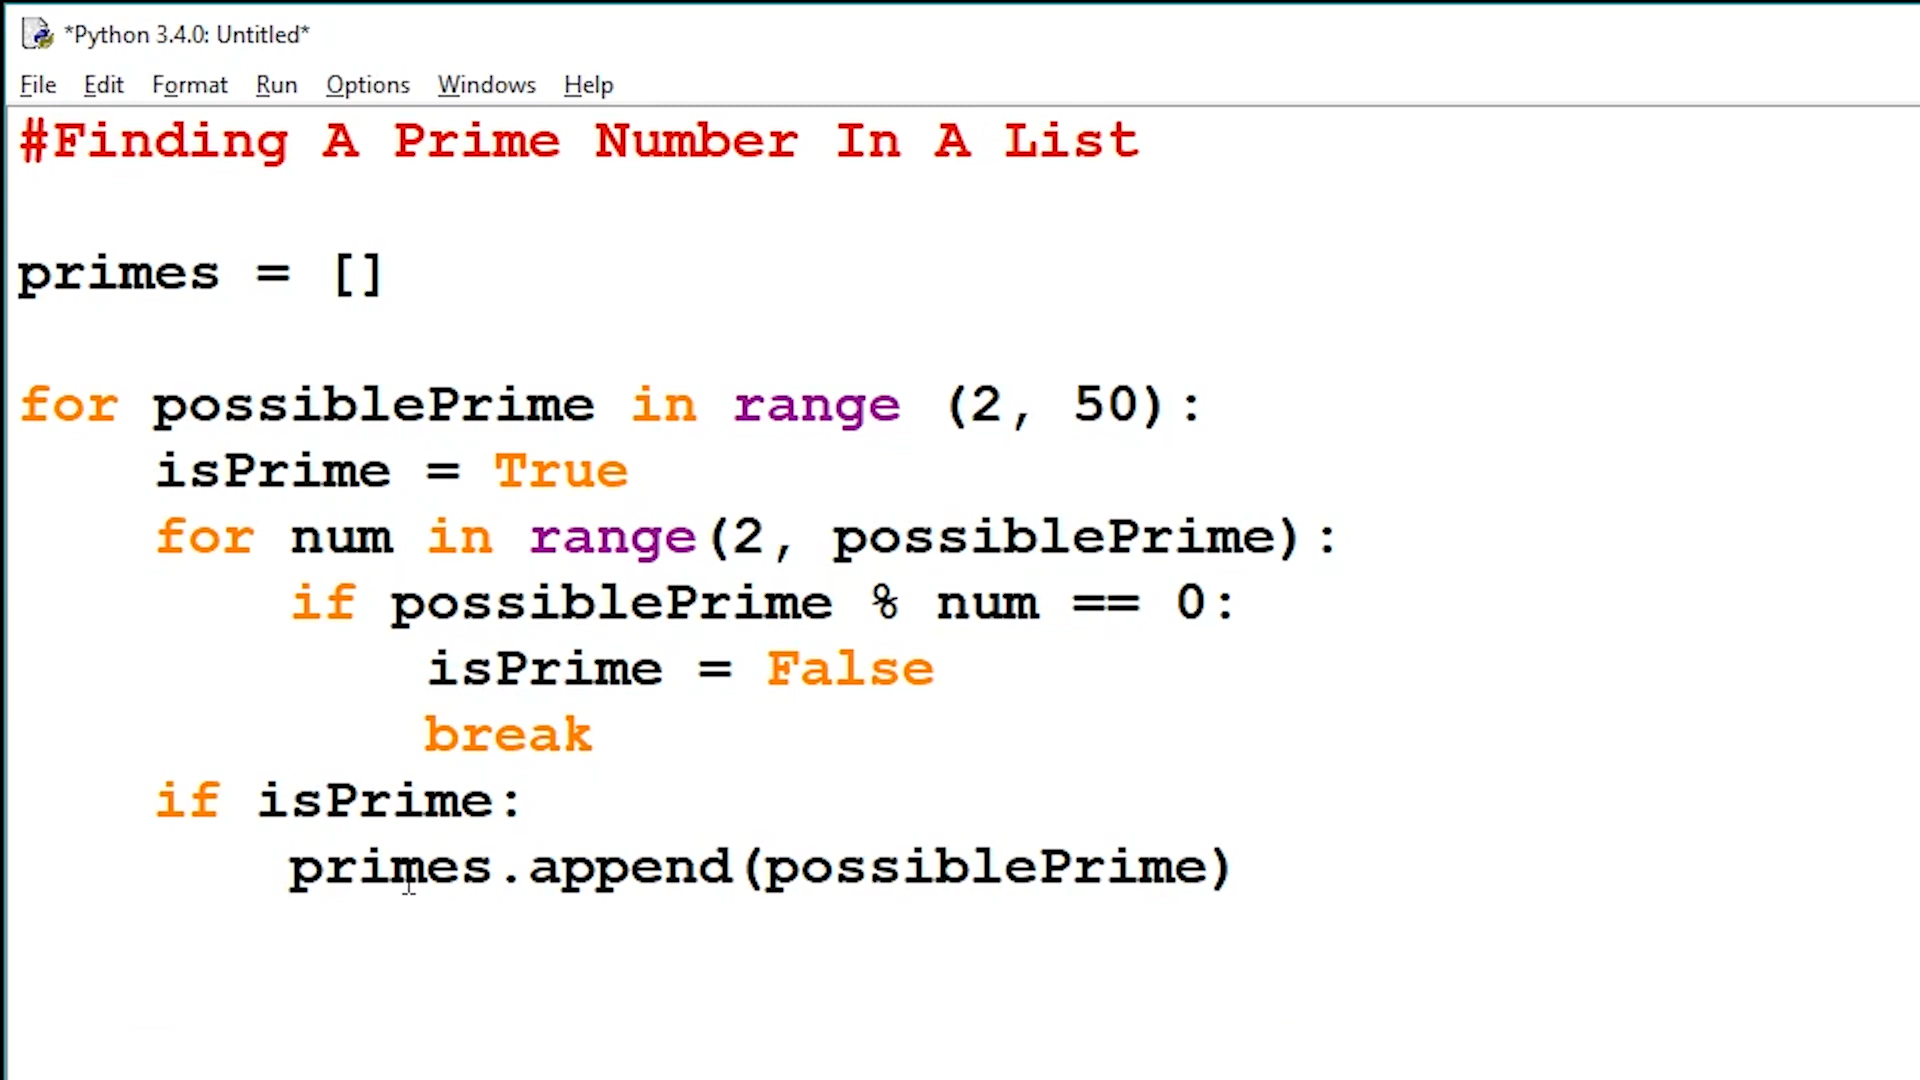 *Python 3.4.0: Untitled*
File Edit Format Run Options Windows Help
#Finding A Prime Number In A List
primes = []
for possiblePrime in range (2, 50):
    isPrime = True
    for num in range(2, possiblePrime):
        if possiblePrime % num == 0:
            isPrime = False
            break
    if isPrime:
        primes.append(possiblePrime)